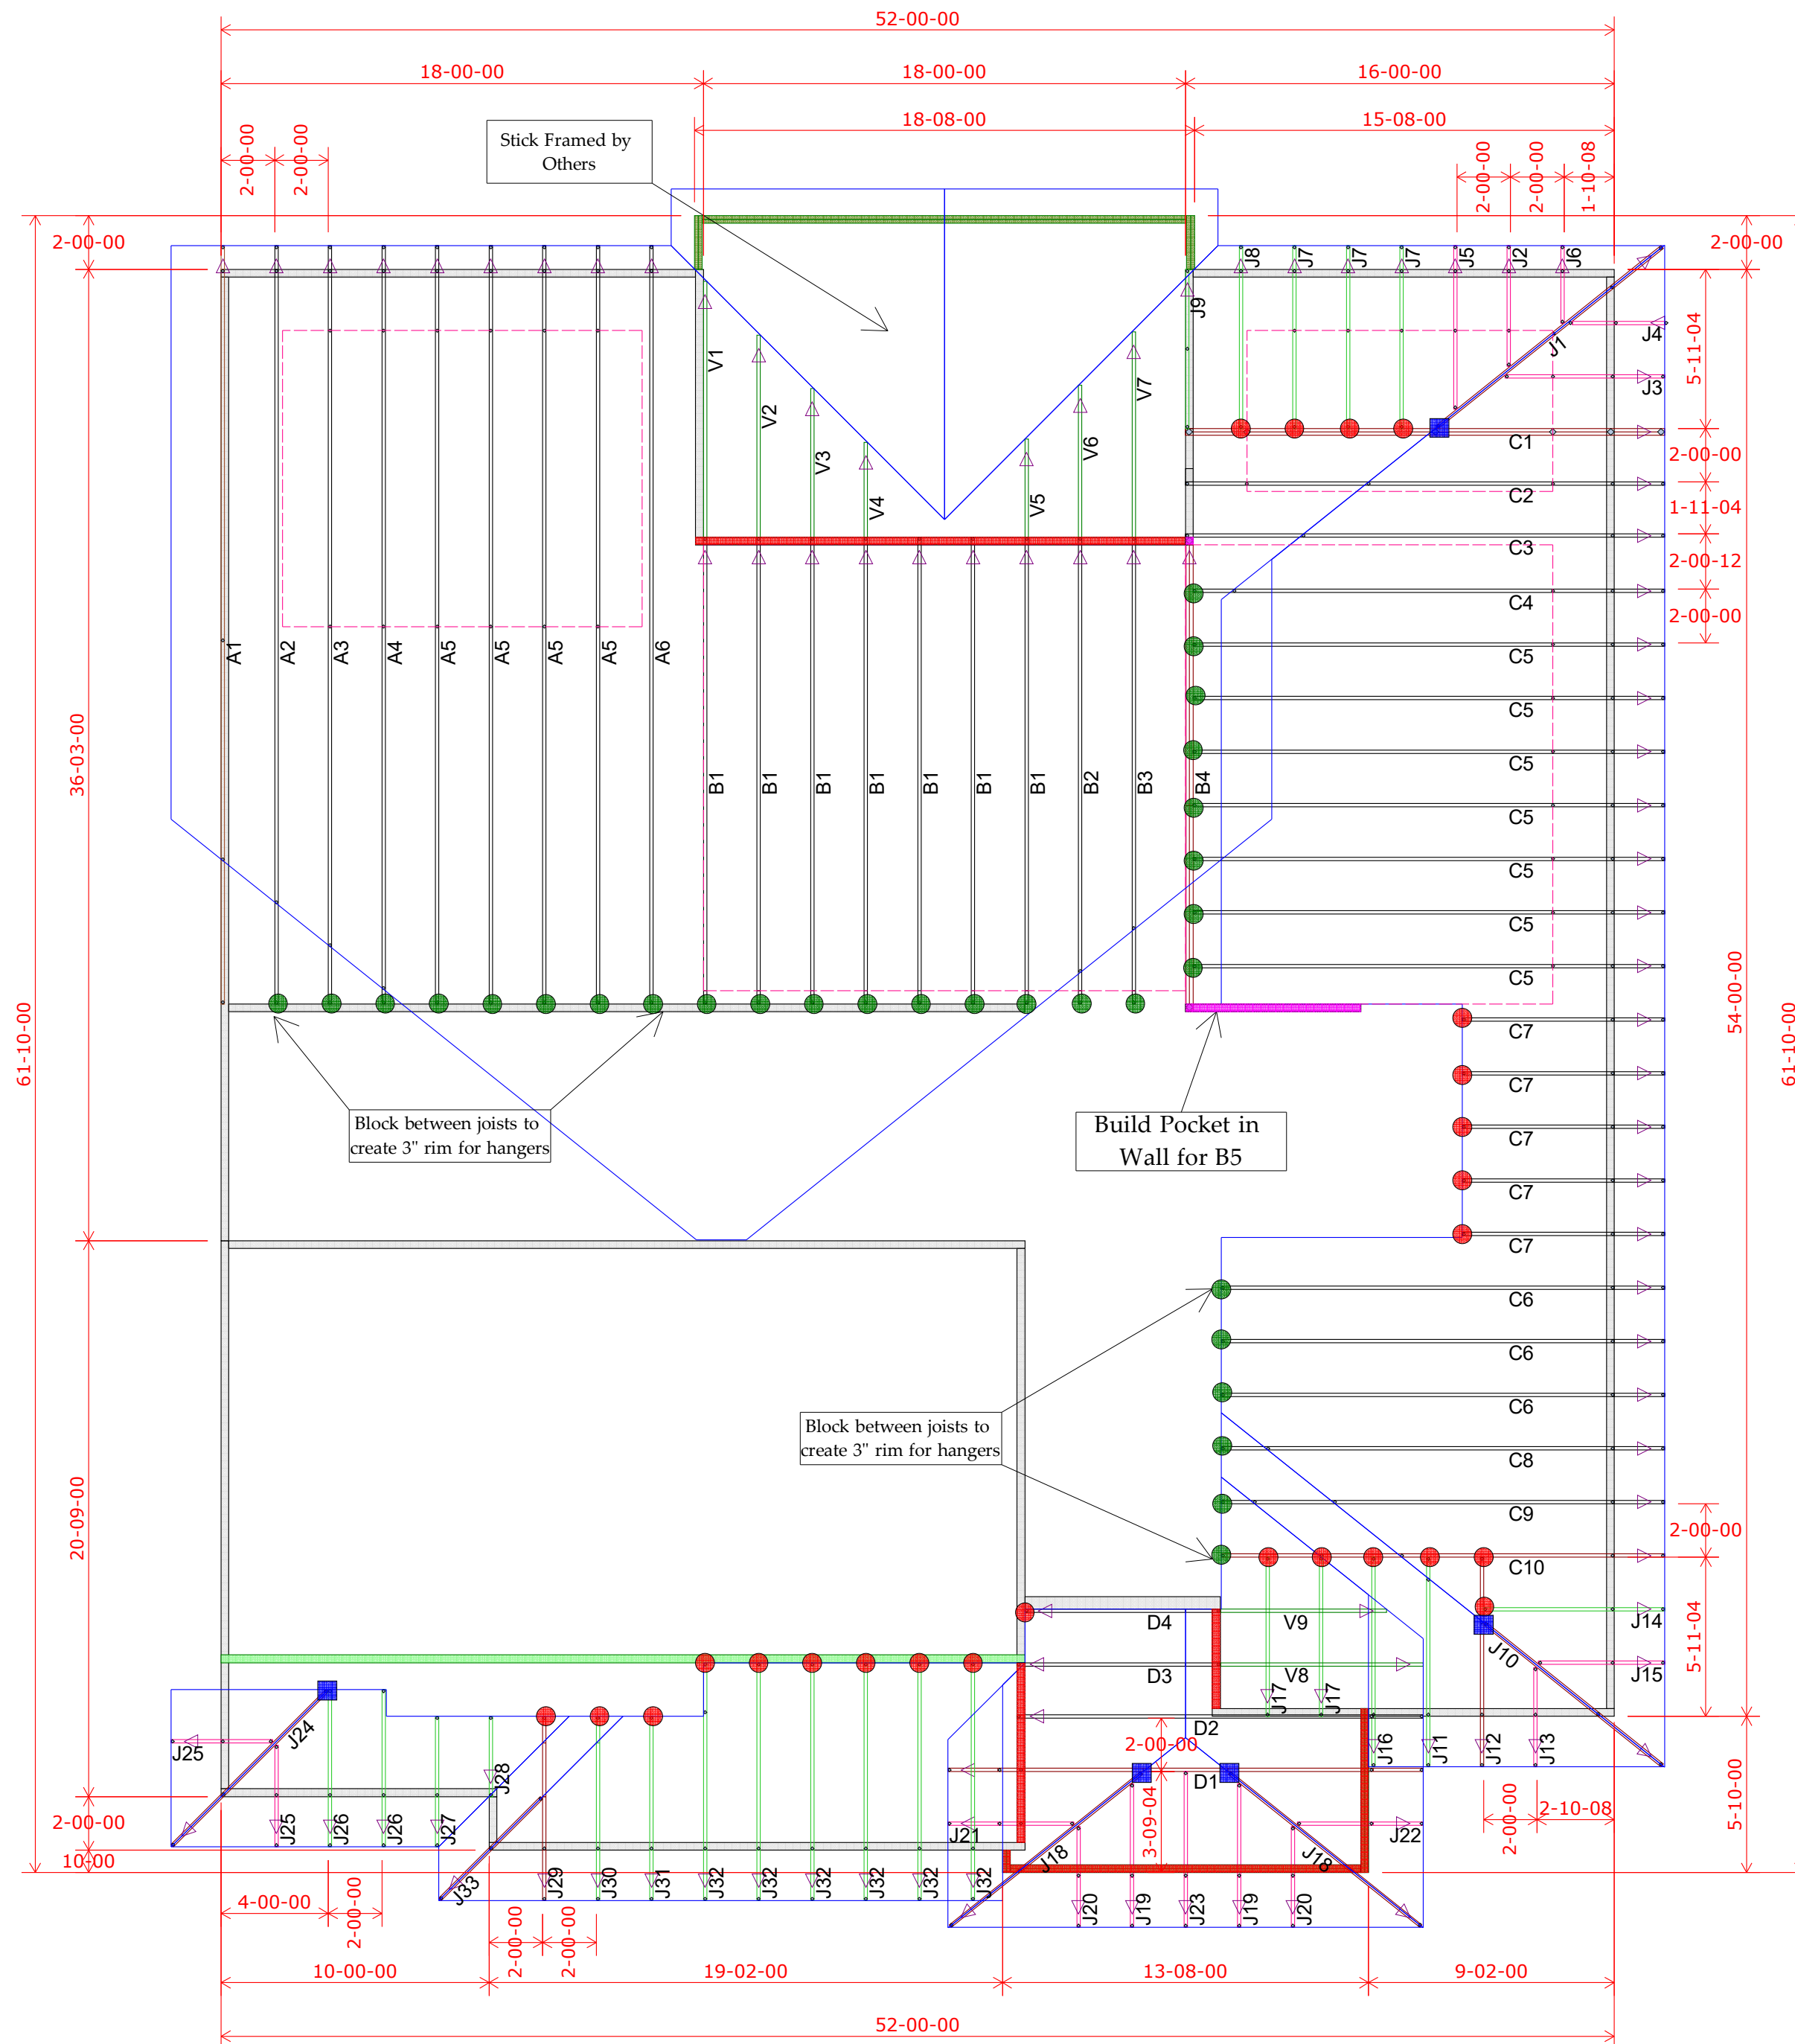 52-00-00
18-00-00
18-00-00
16-00-00
18-08-00
15-08-00
Stick Framed by
Others
2-00-00
2-00-00
2-00-00
2-00-00
1-10-08
2-00-00
2-00-00
J8
J7
J7
J7
J5
J2
J6
J9
J4
J1
J3
5-11-04
V1
V2
V3
V4
V5
V6
V7
C1
2-00-00
C2
1-11-04
C3
2-00-12
C4
2-00-00
C5
C5
C5
C5
C5
C5
C5
A1
A2
A3
A4
A5
A5
A5
A5
A6
B1
B1
B1
B1
B1
B1
B1
B2
B3
B4
36-03-00
61-10-00
54-00-00
61-10-00
C7
C7
C7
C7
C7
Block between joists to
create 3" rim for hangers
Build Pocket in
Wall for B5
C6
C6
C6
C8
C9
2-00-00
C10
Block between joists to
create 3" rim for hangers
20-09-00
D4
V9
J14
J10
D3
V8
J15
5-11-04
J17
J17
D2
2-00-00
J16
J11
J12
J13
D1
J24
J25
J28
J25
J26
J26
J27
2-00-00
10-00
J33
J29
J30
J31
J32
J32
J32
J32
J32
J32
J21
J18
3-09-04
J18
J22
J20
J19
J23
J19
J20
2-00-00
2-10-08
5-10-00
4-00-00
2-00-00
2-00-00
2-00-00
10-00-00
19-02-00
13-08-00
9-02-00
52-00-00